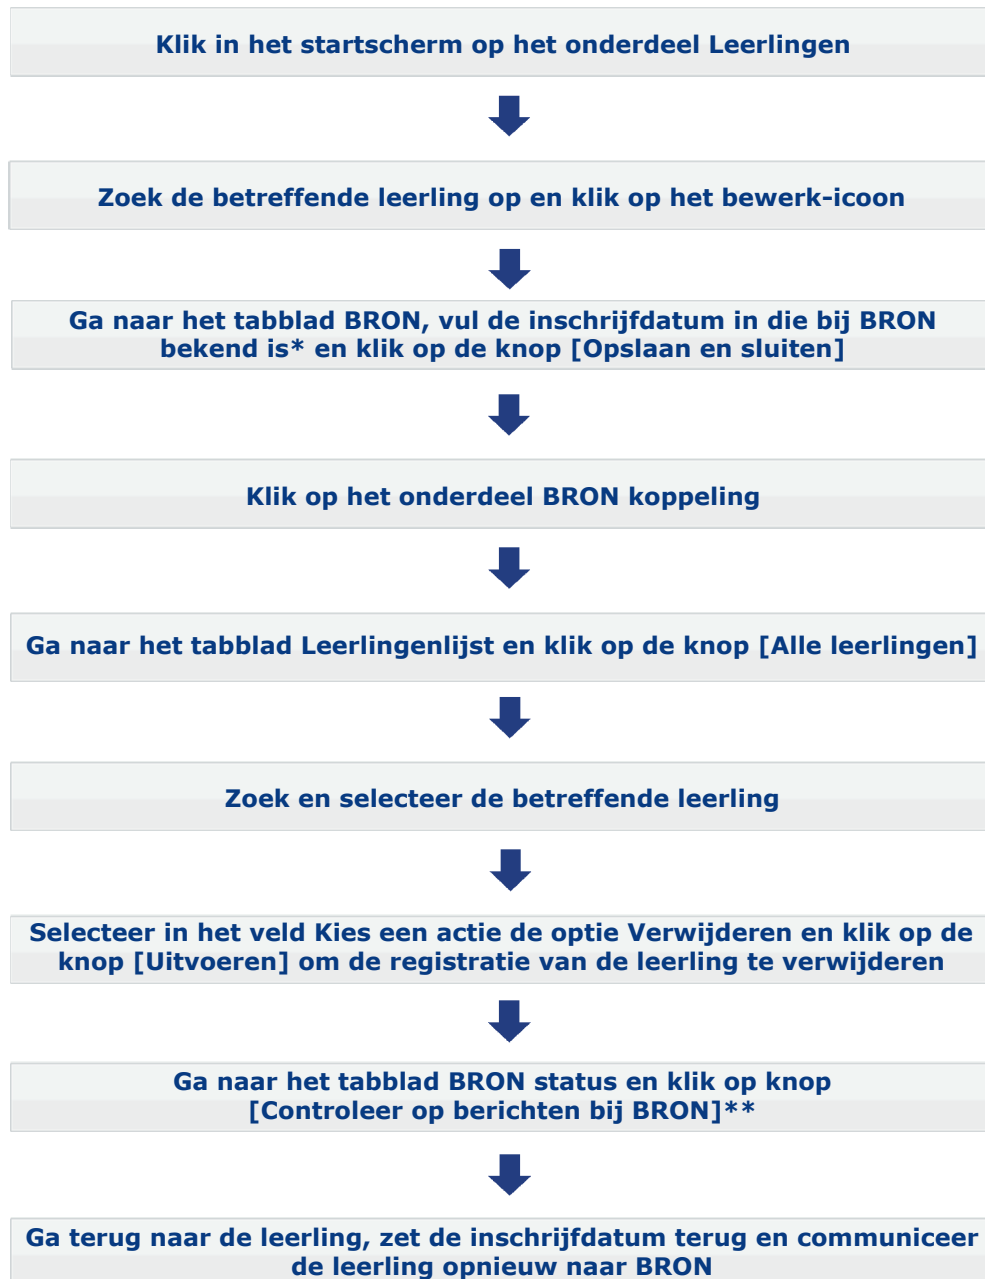 Klik in het startscherm op het onderdeel Leerlingen
Zoek de betreffende leerling op en klik op het bewerk-icoon
Ga naar het tabblad BRON, vul de inschrijfdatum in die bij BRON
bekend is* en klik op de knop [Opslaan en sluiten]
Klik op het onderdeel BRON koppeling
Ga naar het tabblad Leerlingenlijst en klik op de knop [Alle leerlingen]
Zoek en selecteer de betreffende leerling
Selecteer in het veld Kies een actie de optie Verwijderen en klik op de
knop [Uitvoeren] om de registratie van de leerling te verwijderen
Ga naar het tabblad BRON status en klik op knop
[Controleer op berichten bij BRON]**
Ga terug naar de leerling, zet de inschrijfdatum terug en communiceer
de leerling opnieuw naar BRON